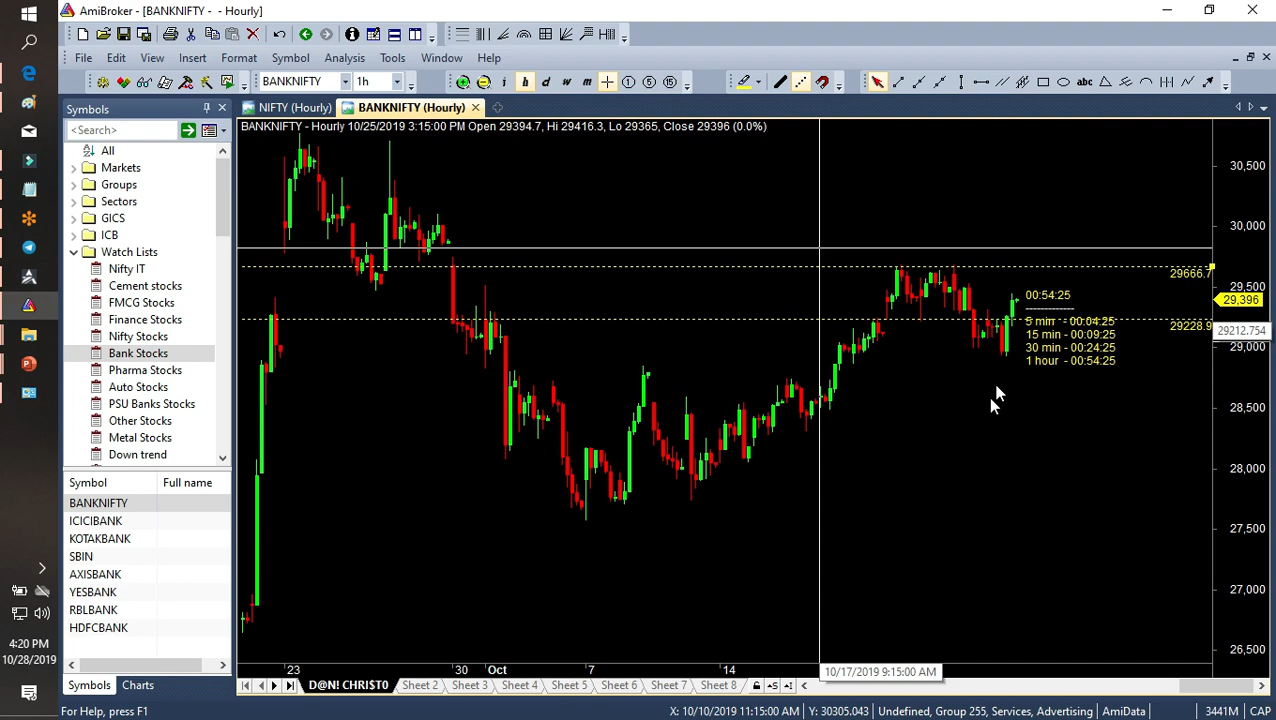 AmiBroker - [BANKNIFTY - - Hourly]
File Edit View Insert Format Symbol Analysis Tools Window Help
BANKNIFTY 1h i h d w m 1 5 15 abc
Symbols
NIFTY (Hourly) BANKNIFTY (Hourly)
<Search>
BANKNIFTY - Hourly 10/25/2019 3:15:00 PM Open 29394.7, Hi 29416.3, Lo 29365, Close 29396 (0.0%)
All
Markets
Groups
Sectors
GICS
ICB
Watch Lists
Nifty IT
Cement stocks
FMCG Stocks
Finance Stocks
Nifty Stocks
Bank Stocks
Pharma Stocks
Auto Stocks
PSU Banks Stocks
Other Stocks
Metal Stocks
Down trend
Symbol Full name
BANKNIFTY
ICICIBANK
KOTAKBANK
SBIN
AXISBANK
YESBANK
RBLBANK
HDFCBANK
30,500
30,000
29666.7
29,500
29,396
29228.9
29212.754
29,000
28,500
28,000
27,500
27,000
26,500
00:54:25
--------------
5 min - 00:04:25
15 min - 00:09:25
30 min - 00:24:25
1 hour - 00:54:25
23 30 Oct 7 14
10/17/2019 9:15:00 AM
Symbols Charts
D@N! CHRI$T0 Sheet 2 Sheet 3 Sheet 4 Sheet 5 Sheet 6 Sheet 7 Sheet 8
4:20 PM
10/28/2019
For Help, press F1
X: 10/10/2019 11:15:00 AM Y: 30305.043 Undefined, Group 255, Services, Advertising AmiData 3441M CAP